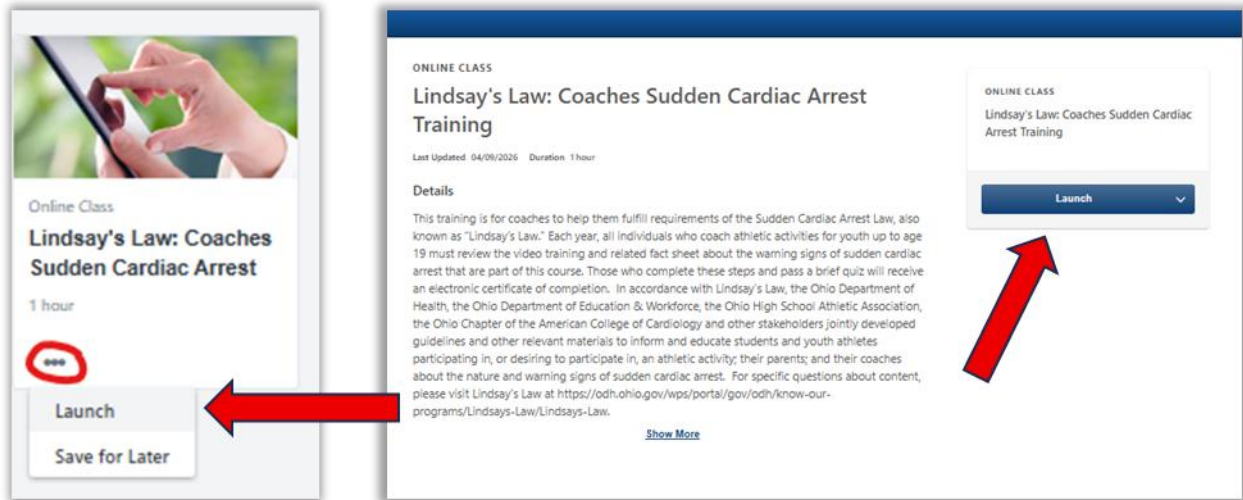 Online Class
Lindsay's Law: Coaches
Sudden Cardiac Arrest
1 hour
Launch
Save for Later
ONLINE CLASS
Lindsay's Law: Coaches Sudden Cardiac Arrest
Training
Last Updated 04/09/2026 Duration 1 hour
Details
This training is for coaches to help them fulfill requirements of the Sudden Cardiac Arrest Law, also
known as "Lindsay's Law." Each year, all individuals who coach athletic activities for youth up to age
19 must review the video training and related fact sheet about the warning signs of sudden cardiac
arrest that are part of this course. Those who complete these steps and pass a brief quiz will receive
an electronic certificate of completion. In accordance with Lindsay's Law, the Ohio Department of
Health, the Ohio Department of Education & Workforce, the Ohio High School Athletic Association,
the Ohio Chapter of the American College of Cardiology and other stakeholders jointly developed
guidelines and other relevant materials to inform and educate students and youth athletes
participating in, or desiring to participate in, an athletic activity; their parents; and their coaches
about the nature and warning signs of sudden cardiac arrest. For specific questions about content,
please visit Lindsay's Law at https://odh.ohio.gov/wps/portal/gov/odh/know-our-
programs/Lindsays-Law/Lindsays-Law.
Show More
ONLINE CLASS
Lindsay's Law: Coaches Sudden Cardiac
Arrest Training
Launch